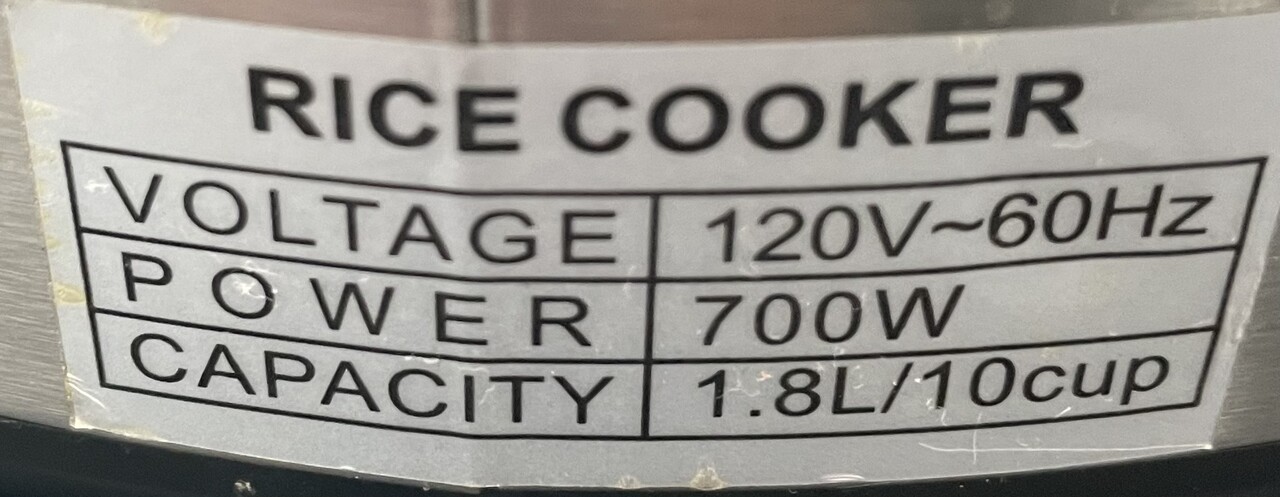 RICE COOKER
VOLTAGE 120V~60Hz
POWER 700W
CAPACITY 1.8L/10cup